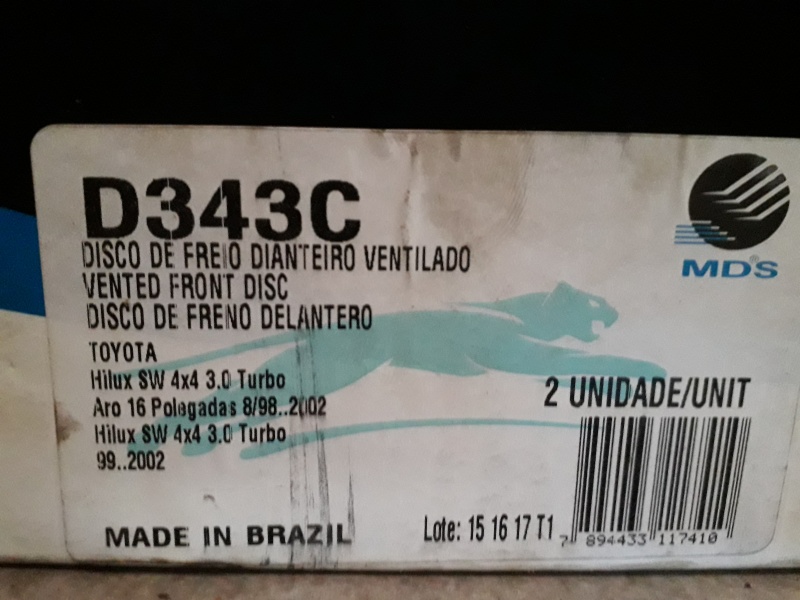 D343C
DISCO DE FREIO DIANTEIRO VENTILADO
VENTED FRONT DISC
DISCO DE FRENO DELANTERO
TOYOTA
Hilux SW 4x4 3.0 Turbo
Aro 16 Polegadas 8/98..2002
Hilux SW 4x4 3.0 Turbo
99..2002
MADE IN BRAZIL
MDS®
2 UNIDADE/UNIT
Lote: 15 16 17 T1
7 894433 117410